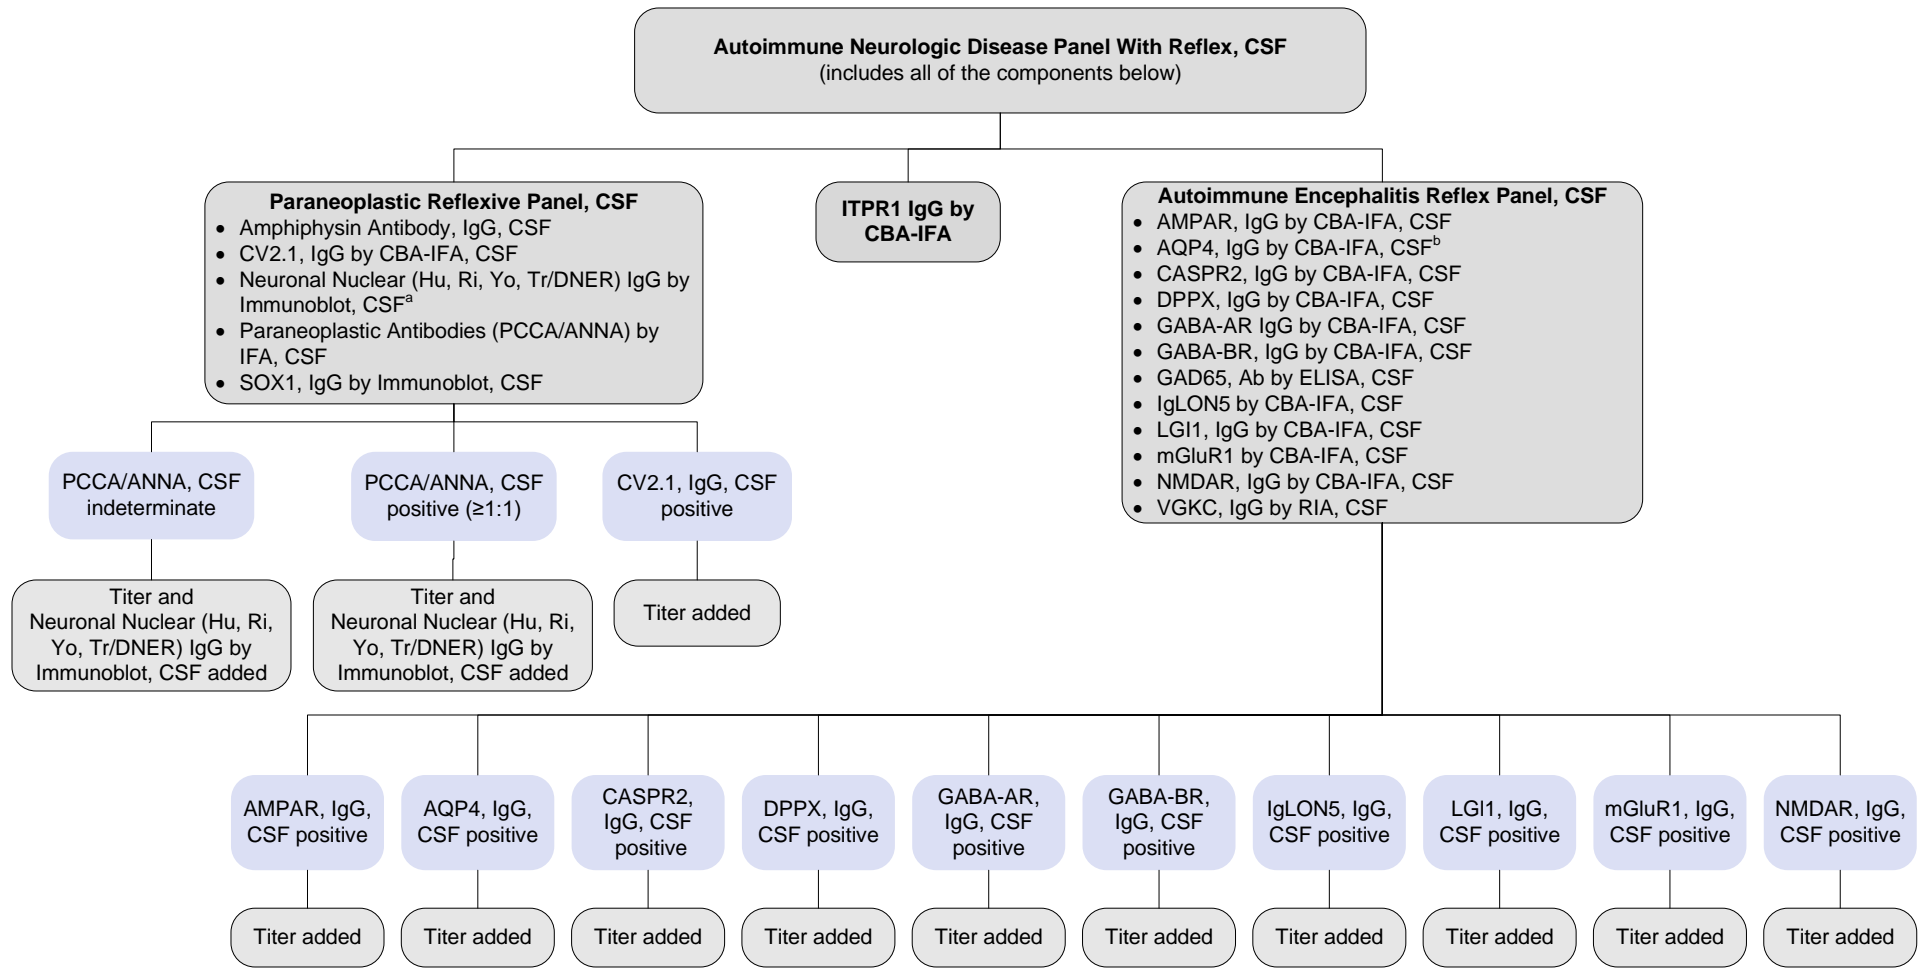 Autoimmune Neurologic Disease Panel With Reflex, CSF
(includes all of the components below)
Paraneoplastic Reflexive Panel, CSF
• Amphiphysin Antibody, IgG, CSF
• CV2.1, IgG by CBA-IFA, CSF
• Neuronal Nuclear (Hu, Ri, Yo, Tr/DNER) IgG by
Immunoblot, CSFᵃ
• Paraneoplastic Antibodies (PCCA/ANNA) by
IFA, CSF
• SOX1, IgG by Immunoblot, CSF
ITPR1 IgG by
CBA-IFA
Autoimmune Encephalitis Reflex Panel, CSF
• AMPAR, IgG by CBA-IFA, CSF
• AQP4, IgG by CBA-IFA, CSFᵇ
• CASPR2, IgG by CBA-IFA, CSF
• DPPX, IgG by CBA-IFA, CSF
• GABA-AR IgG by CBA-IFA, CSF
• GABA-BR, IgG by CBA-IFA, CSF
• GAD65, Ab by ELISA, CSF
• IgLON5 by CBA-IFA, CSF
• LGI1, IgG by CBA-IFA, CSF
• mGluR1 by CBA-IFA, CSF
• NMDAR, IgG by CBA-IFA, CSF
• VGKC, IgG by RIA, CSF
PCCA/ANNA, CSF
indeterminate
PCCA/ANNA, CSF
positive (≥1:1)
CV2.1, IgG, CSF
positive
Titer and
Neuronal Nuclear (Hu, Ri,
Yo, Tr/DNER) IgG by
Immunoblot, CSF added
Titer and
Neuronal Nuclear (Hu, Ri,
Yo, Tr/DNER) IgG by
Immunoblot, CSF added
Titer added
AMPAR, IgG,
CSF positive
AQP4, IgG,
CSF positive
CASPR2,
IgG, CSF
positive
DPPX, IgG,
CSF positive
GABA-AR,
IgG, CSF
positive
GABA-BR,
IgG, CSF
positive
IgLON5, IgG,
CSF positive
LGI1, IgG,
CSF positive
mGluR1, IgG,
CSF positive
NMDAR, IgG,
CSF positive
Titer added
Titer added
Titer added
Titer added
Titer added
Titer added
Titer added
Titer added
Titer added
Titer added